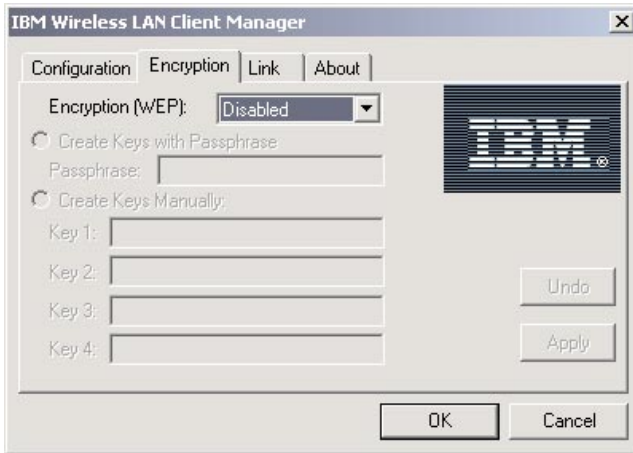 IBM Wireless LAN Client Manager
Configuration Encryption Link About
Encryption (WEP): Disabled
IBM®
Create Keys with Passphrase
Passphrase:
Create Keys Manually:
Key 1:
Key 2:
Key 3:
Key 4:
Undo
Apply
OK Cancel